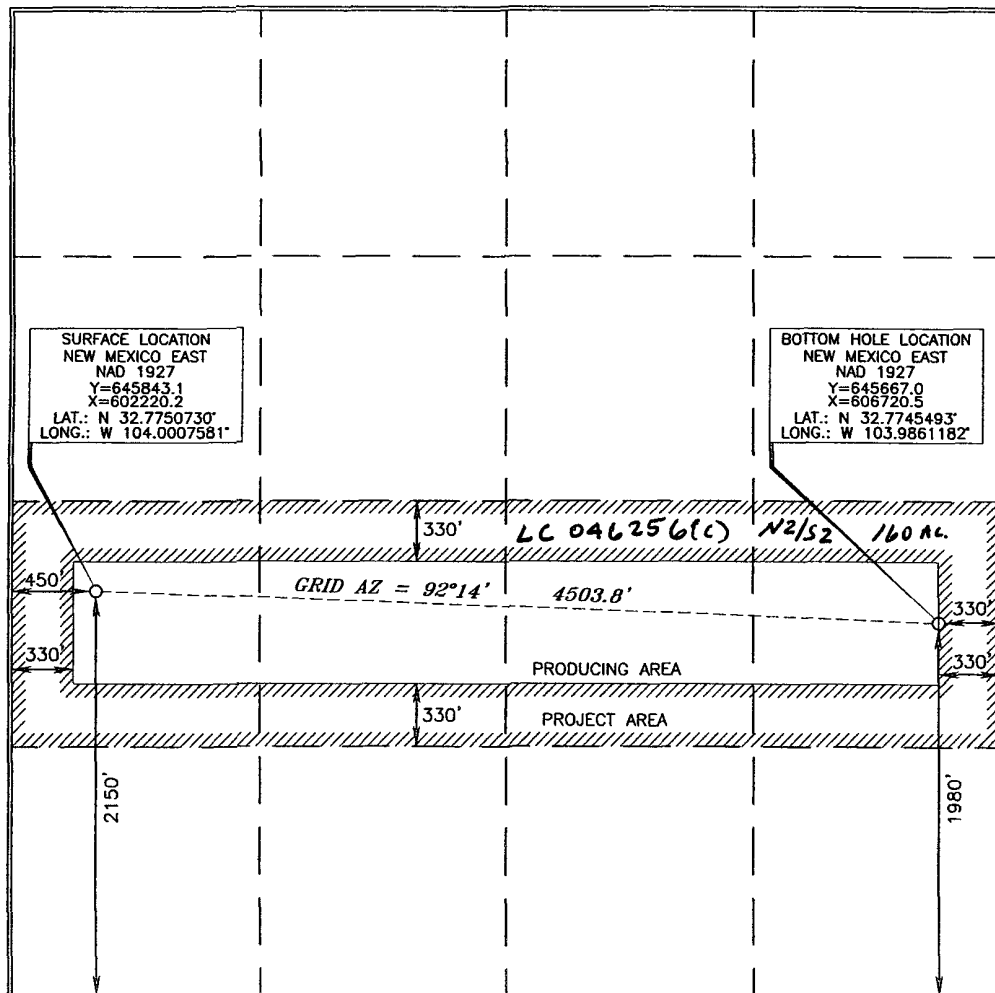 SURFACE LOCATION
NEW MEXICO EAST
NAD 1927
Y=645843.1
X=602220.2
LAT.: N 32.7750730°
LONG.: W 104.0007581°
BOTTOM HOLE LOCATION
NEW MEXICO EAST
NAD 1927
Y=645667.0
X=606720.5
LAT.: N 32.7745493°
LONG.: W 103.9861182°
330'
LC 046256(C) N2/S2 160 AC.
450'
GRID AZ = 92°14' 4503.8'
330'
330'
330'
PRODUCING AREA
330'
PROJECT AREA
2150'
1980'